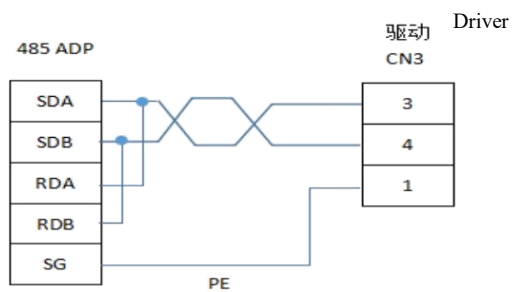 驱动 Driver
485 ADP
CN3
SDA
3
SDB
4
RDA
1
RDB
SG
PE